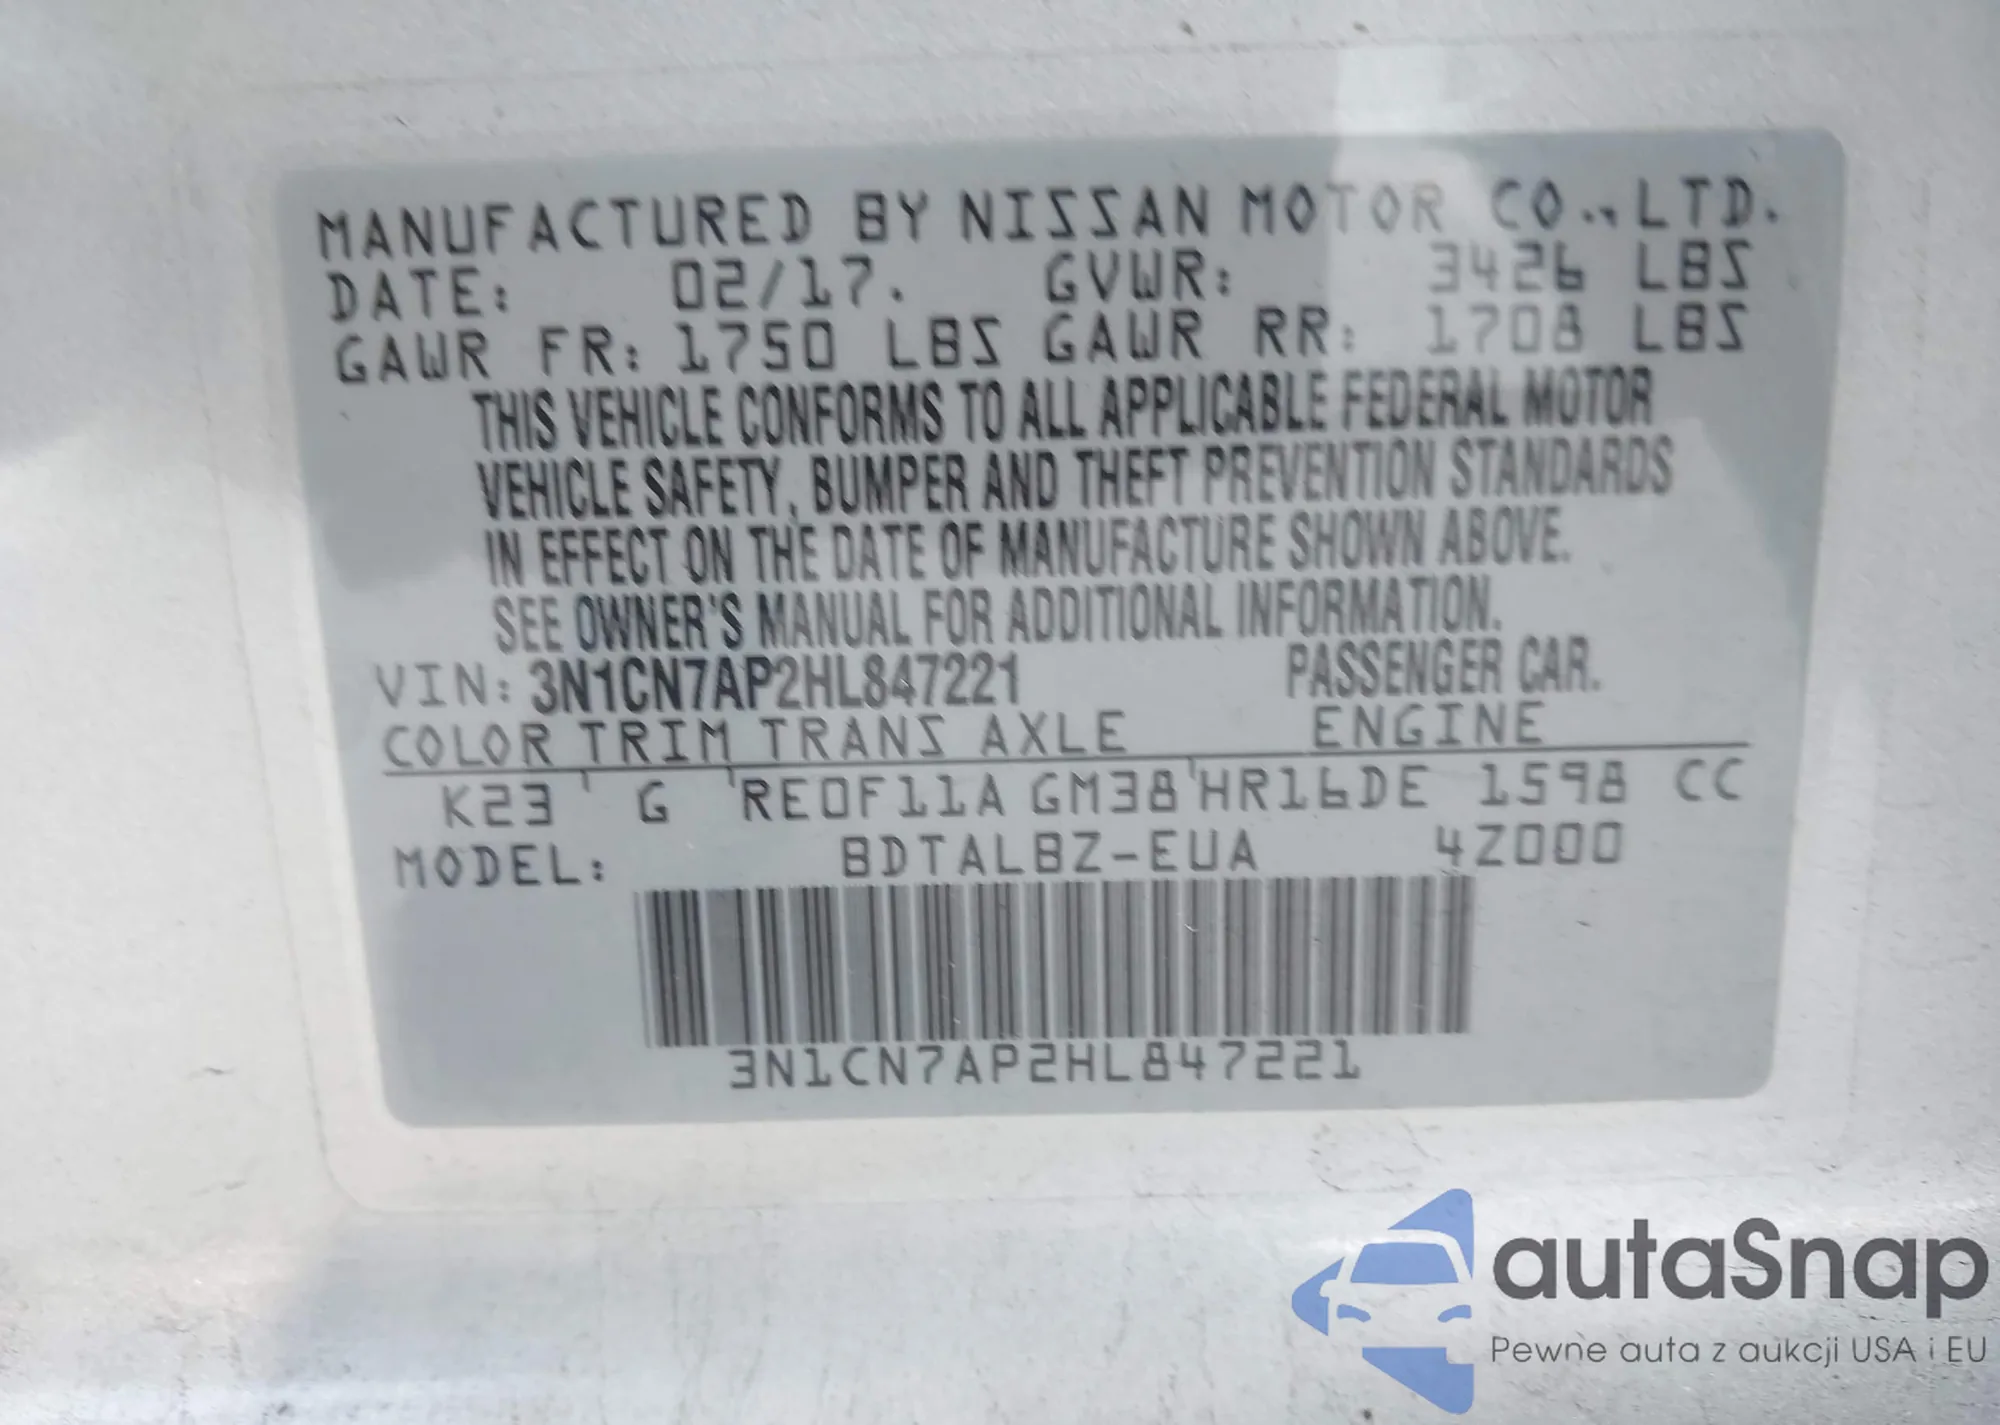 MANUFACTURED BY NISSAN MOTOR CO., LTD.
DATE: 02/17. GVWR: 3426 LBS
GAWR FR: 1750 LBS GAWR RR: 1708 LBS
THIS VEHICLE CONFORMS TO ALL APPLICABLE FEDERAL MOTOR
VEHICLE SAFETY, BUMPER AND THEFT PREVENTION STANDARDS
IN EFFECT ON THE DATE OF MANUFACTURE SHOWN ABOVE.
SEE OWNER'S MANUAL FOR ADDITIONAL INFORMATION.
VIN: 3N1CN7AP2HL847221 PASSENGER CAR.
COLOR TRIM TRANS AXLE ENGINE
K23 G RE0F11A GM38 HR16DE 1598 CC
MODEL: BDTALBZ-EUA 4Z000
3N1CN7AP2HL847221
autaSnap
Pewne auta z aukcji USA i EU